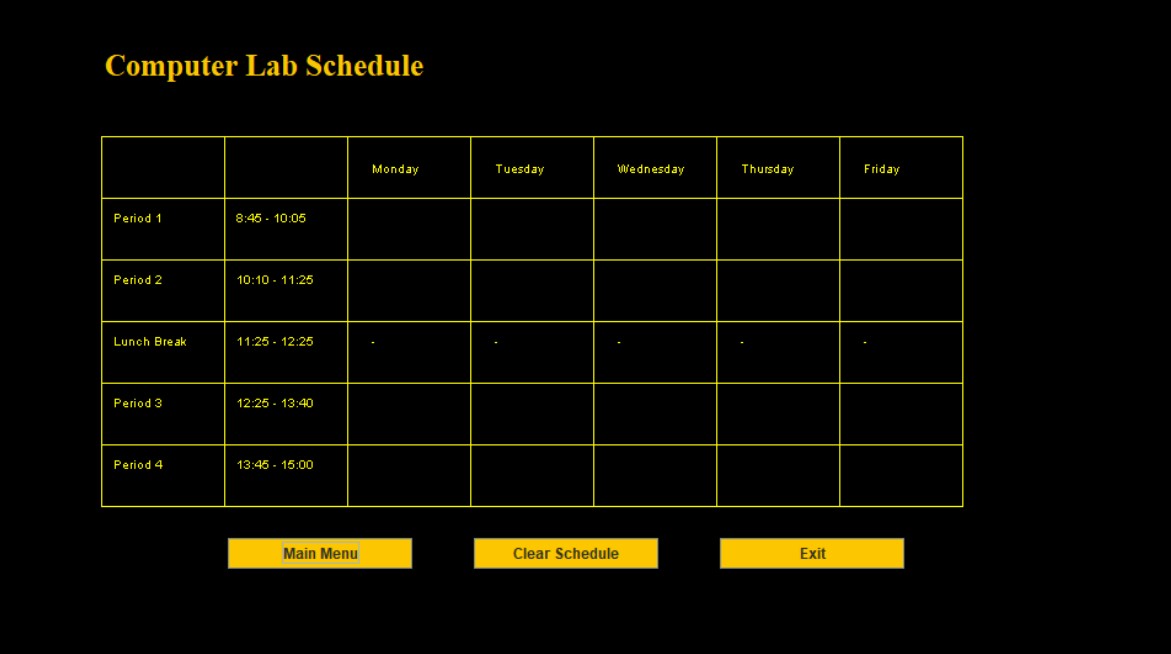 Computer Lab Schedule
Monday Tuesday Wednesday Thursday Friday
Period 1 8:45 - 10:05
Period 2 10:10 - 11:25
Lunch Break 11:25 - 12:25 - - - - -
Period 3 12:25 - 13:40
Period 4 13:45 - 15:00
Main Menu Clear Schedule Exit